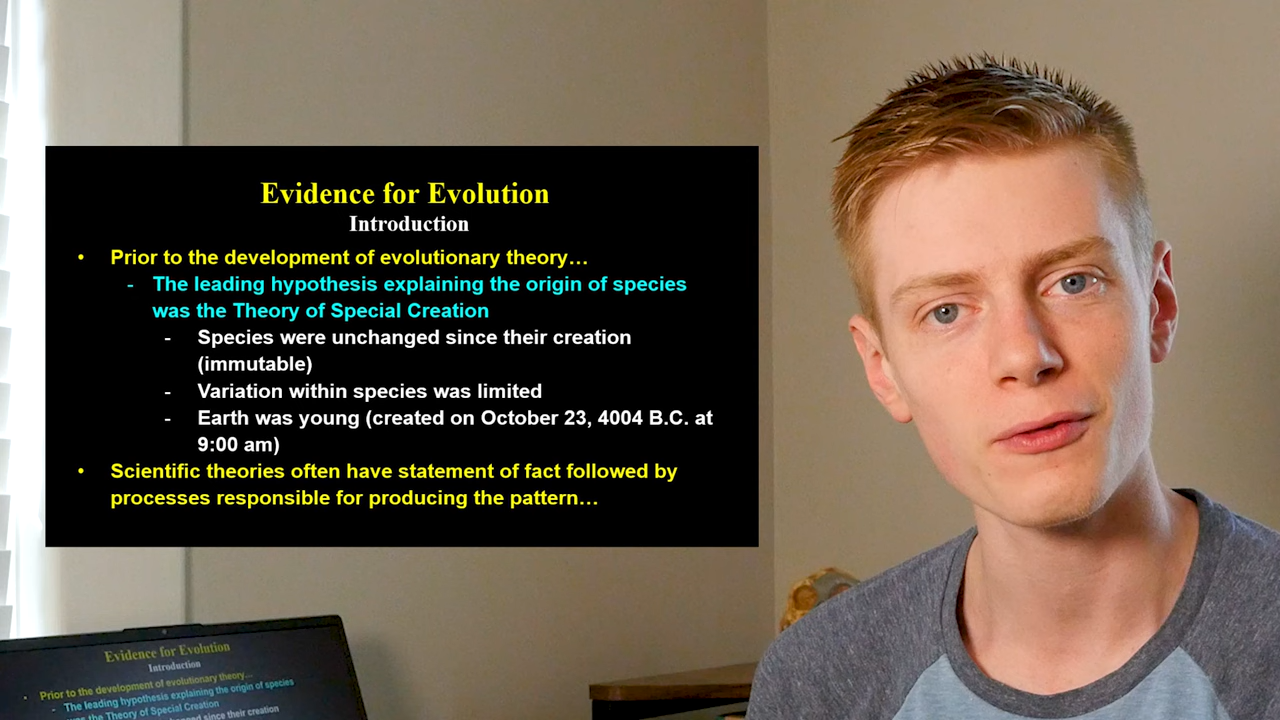 Evidence for Evolution
Introduction
• Prior to the development of evolutionary theory…
- The leading hypothesis explaining the origin of species
was the Theory of Special Creation
- Species were unchanged since their creation
(immutable)
- Variation within species was limited
- Earth was young (created on October 23, 4004 B.C. at
9:00 am)
• Scientific theories often have statement of fact followed by
processes responsible for producing the pattern…
Evidence for Evolution
Introduction
• Prior to the development of evolutionary theory…
- The leading hypothesis explaining the origin of species
was the Theory of Special Creation
unchanged since their creation